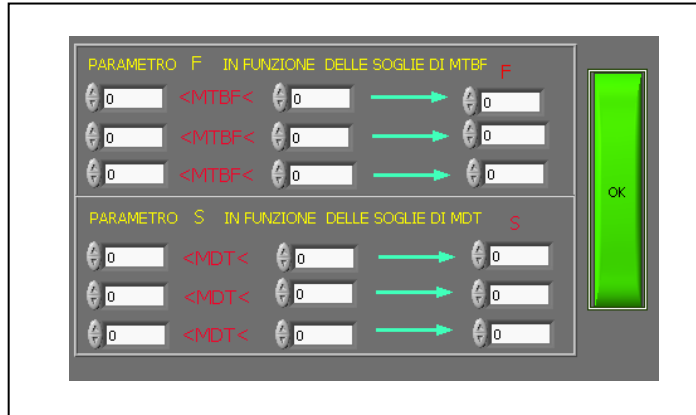 PARAMETRO F IN FUNZIONE DELLE SOGLIE DI MTBF F
0 <MTBF< 0 0
0 <MTBF< 0 0
0 <MTBF< 0 0
OK
PARAMETRO S IN FUNZIONE DELLE SOGLIE DI MDT S
0 <MDT< 0 0
0 <MDT< 0 0
0 <MDT< 0 0